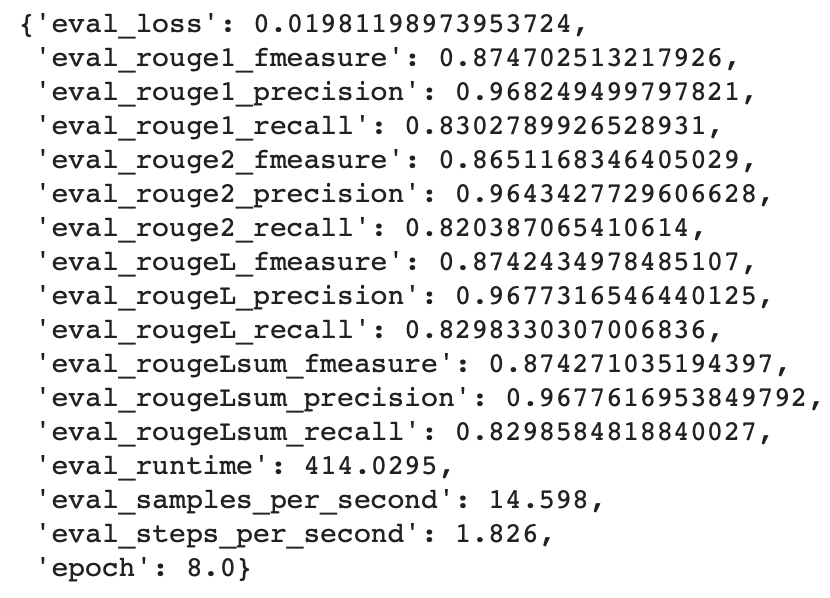 {'eval_loss': 0.01981198973953724,
'eval_rouge1_fmeasure': 0.874702513217926,
'eval_rouge1_precision': 0.968249499797821,
'eval_rouge1_recall': 0.8302789926528931,
'eval_rouge2_fmeasure': 0.8651168346405029,
'eval_rouge2_precision': 0.9643427729606628,
'eval_rouge2_recall': 0.820387065410614,
'eval_rougeL_fmeasure': 0.8742434978485107,
'eval_rougeL_precision': 0.9677316546440125,
'eval_rougeL_recall': 0.8298330307006836,
'eval_rougeLsum_fmeasure': 0.874271035194397,
'eval_rougeLsum_precision': 0.9677616953849792,
'eval_rougeLsum_recall': 0.8298584818840027,
'eval_runtime': 414.0295,
'eval_samples_per_second': 14.598,
'eval_steps_per_second': 1.826,
'epoch': 8.0}